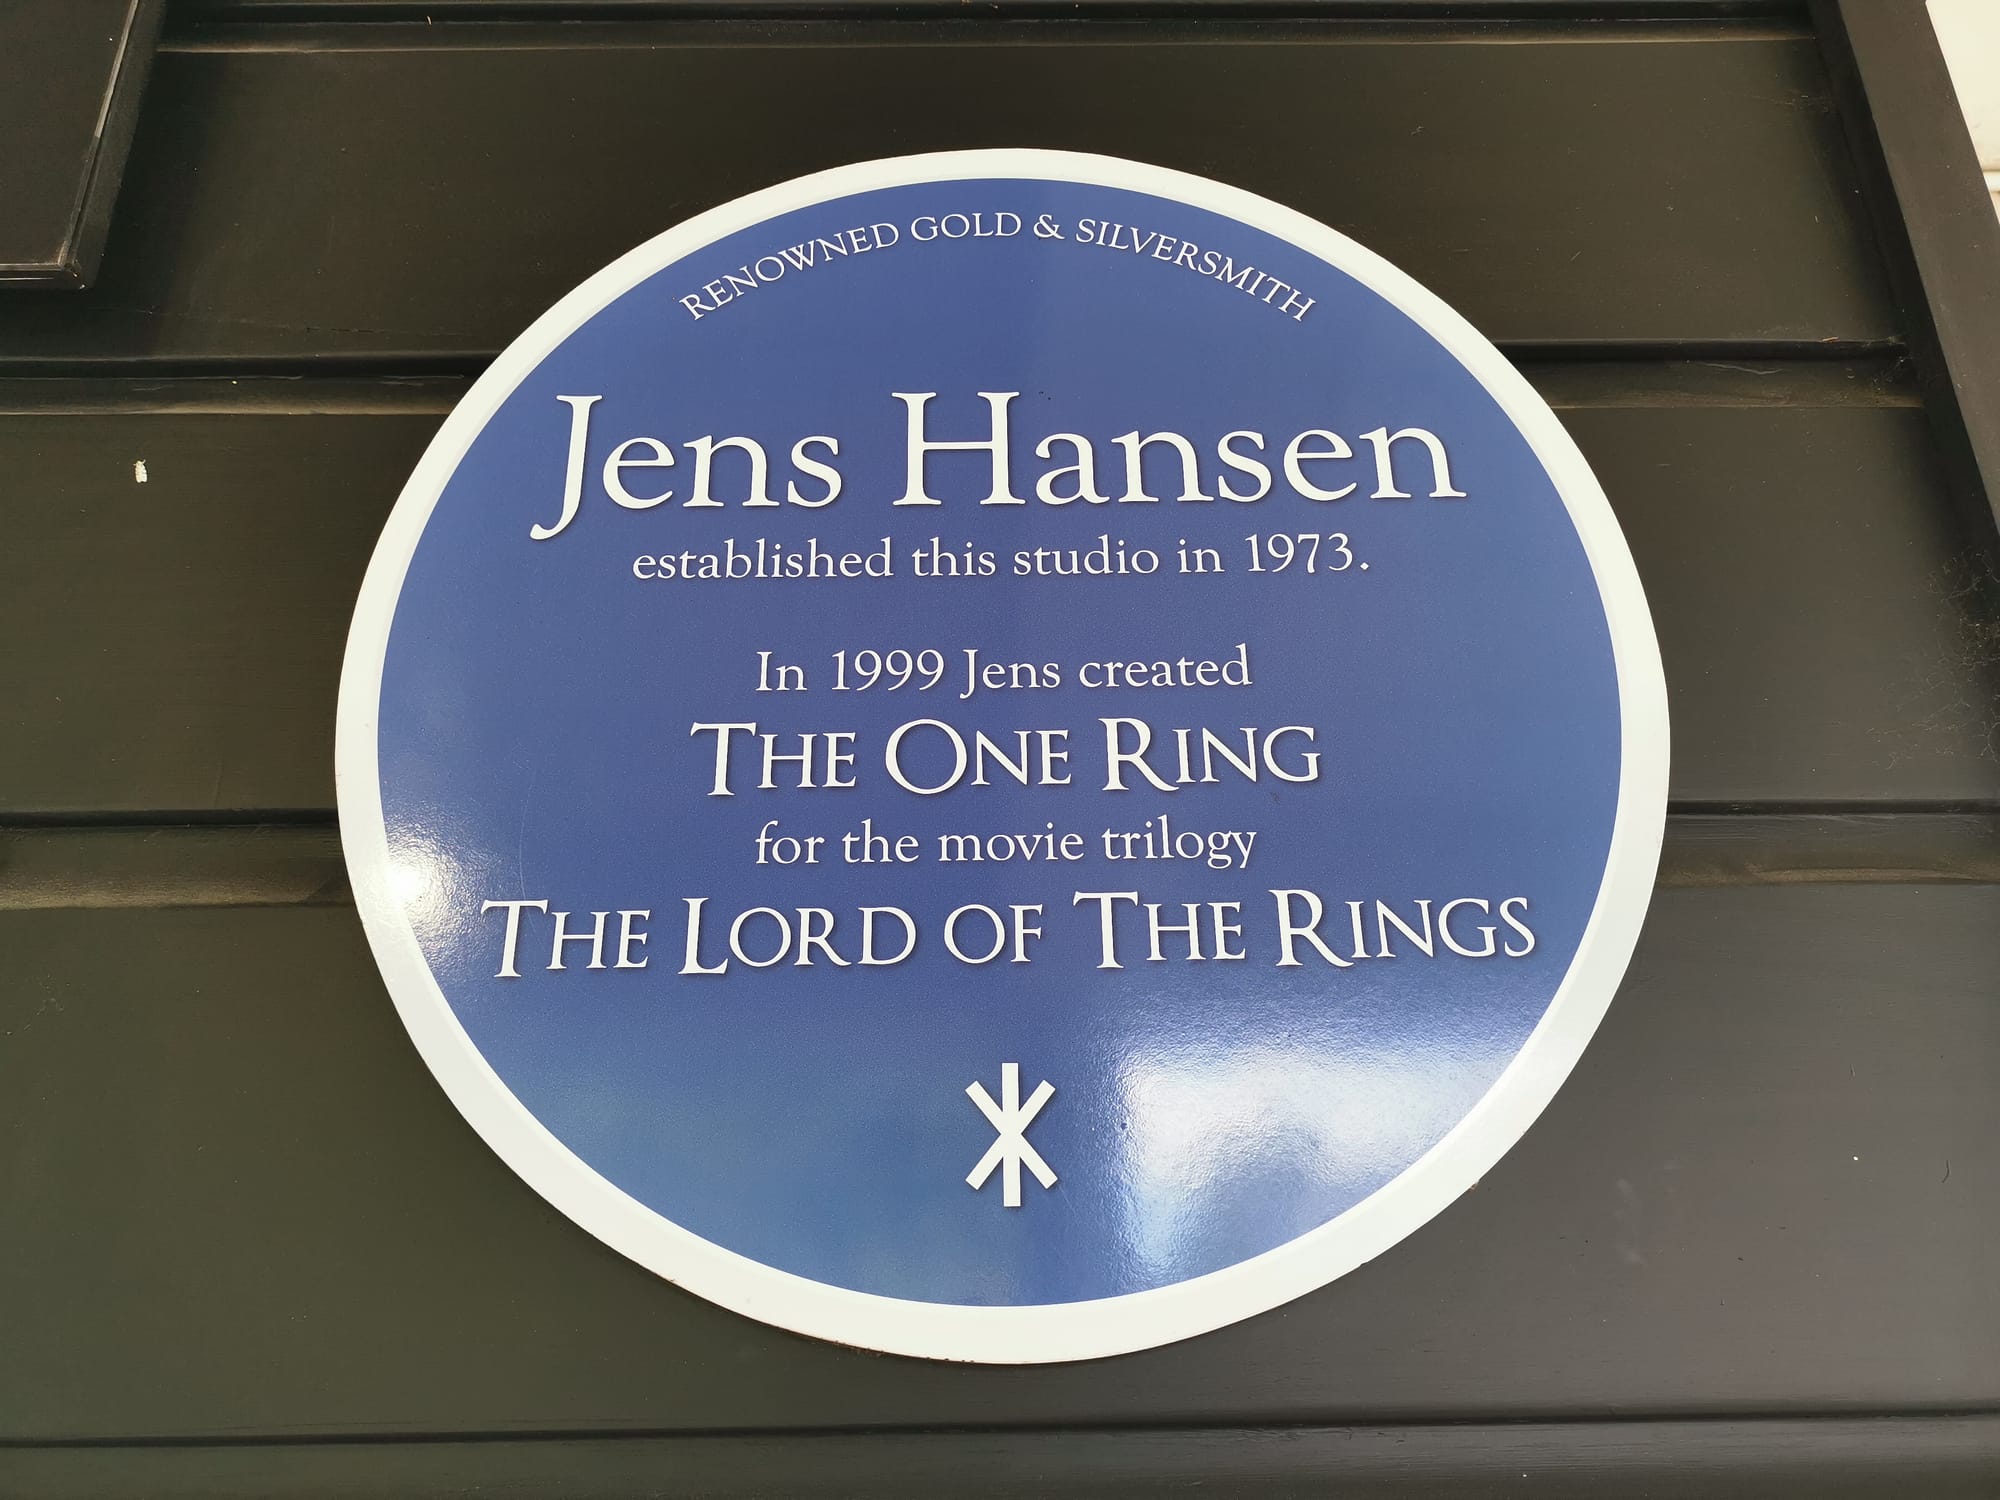 RENOWNED GOLD & SILVERSMITH
Jens Hansen
established this studio in 1973.
In 1999 Jens created
THE ONE RING
for the movie trilogy
THE LORD OF THE RINGS